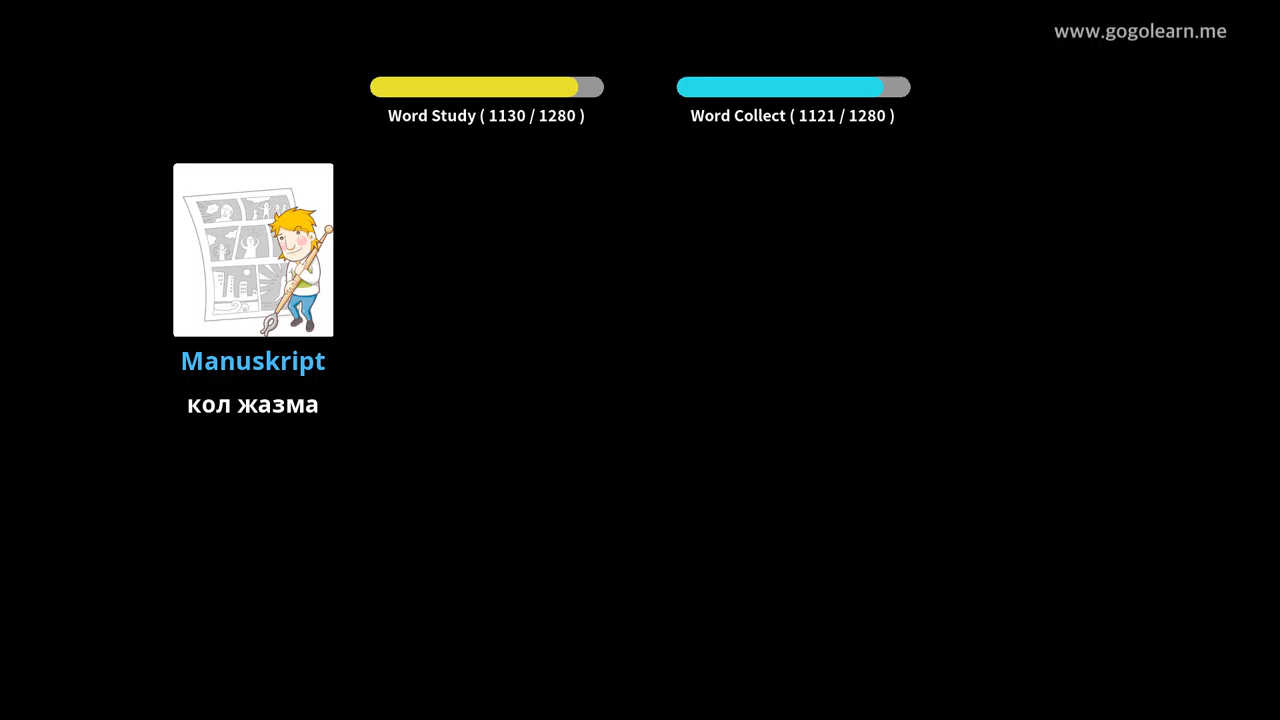 www.gogolearn.me
Word Study ( 1130 / 1280 )
Word Collect ( 1121 / 1280 )
Manuskript
кол жазма